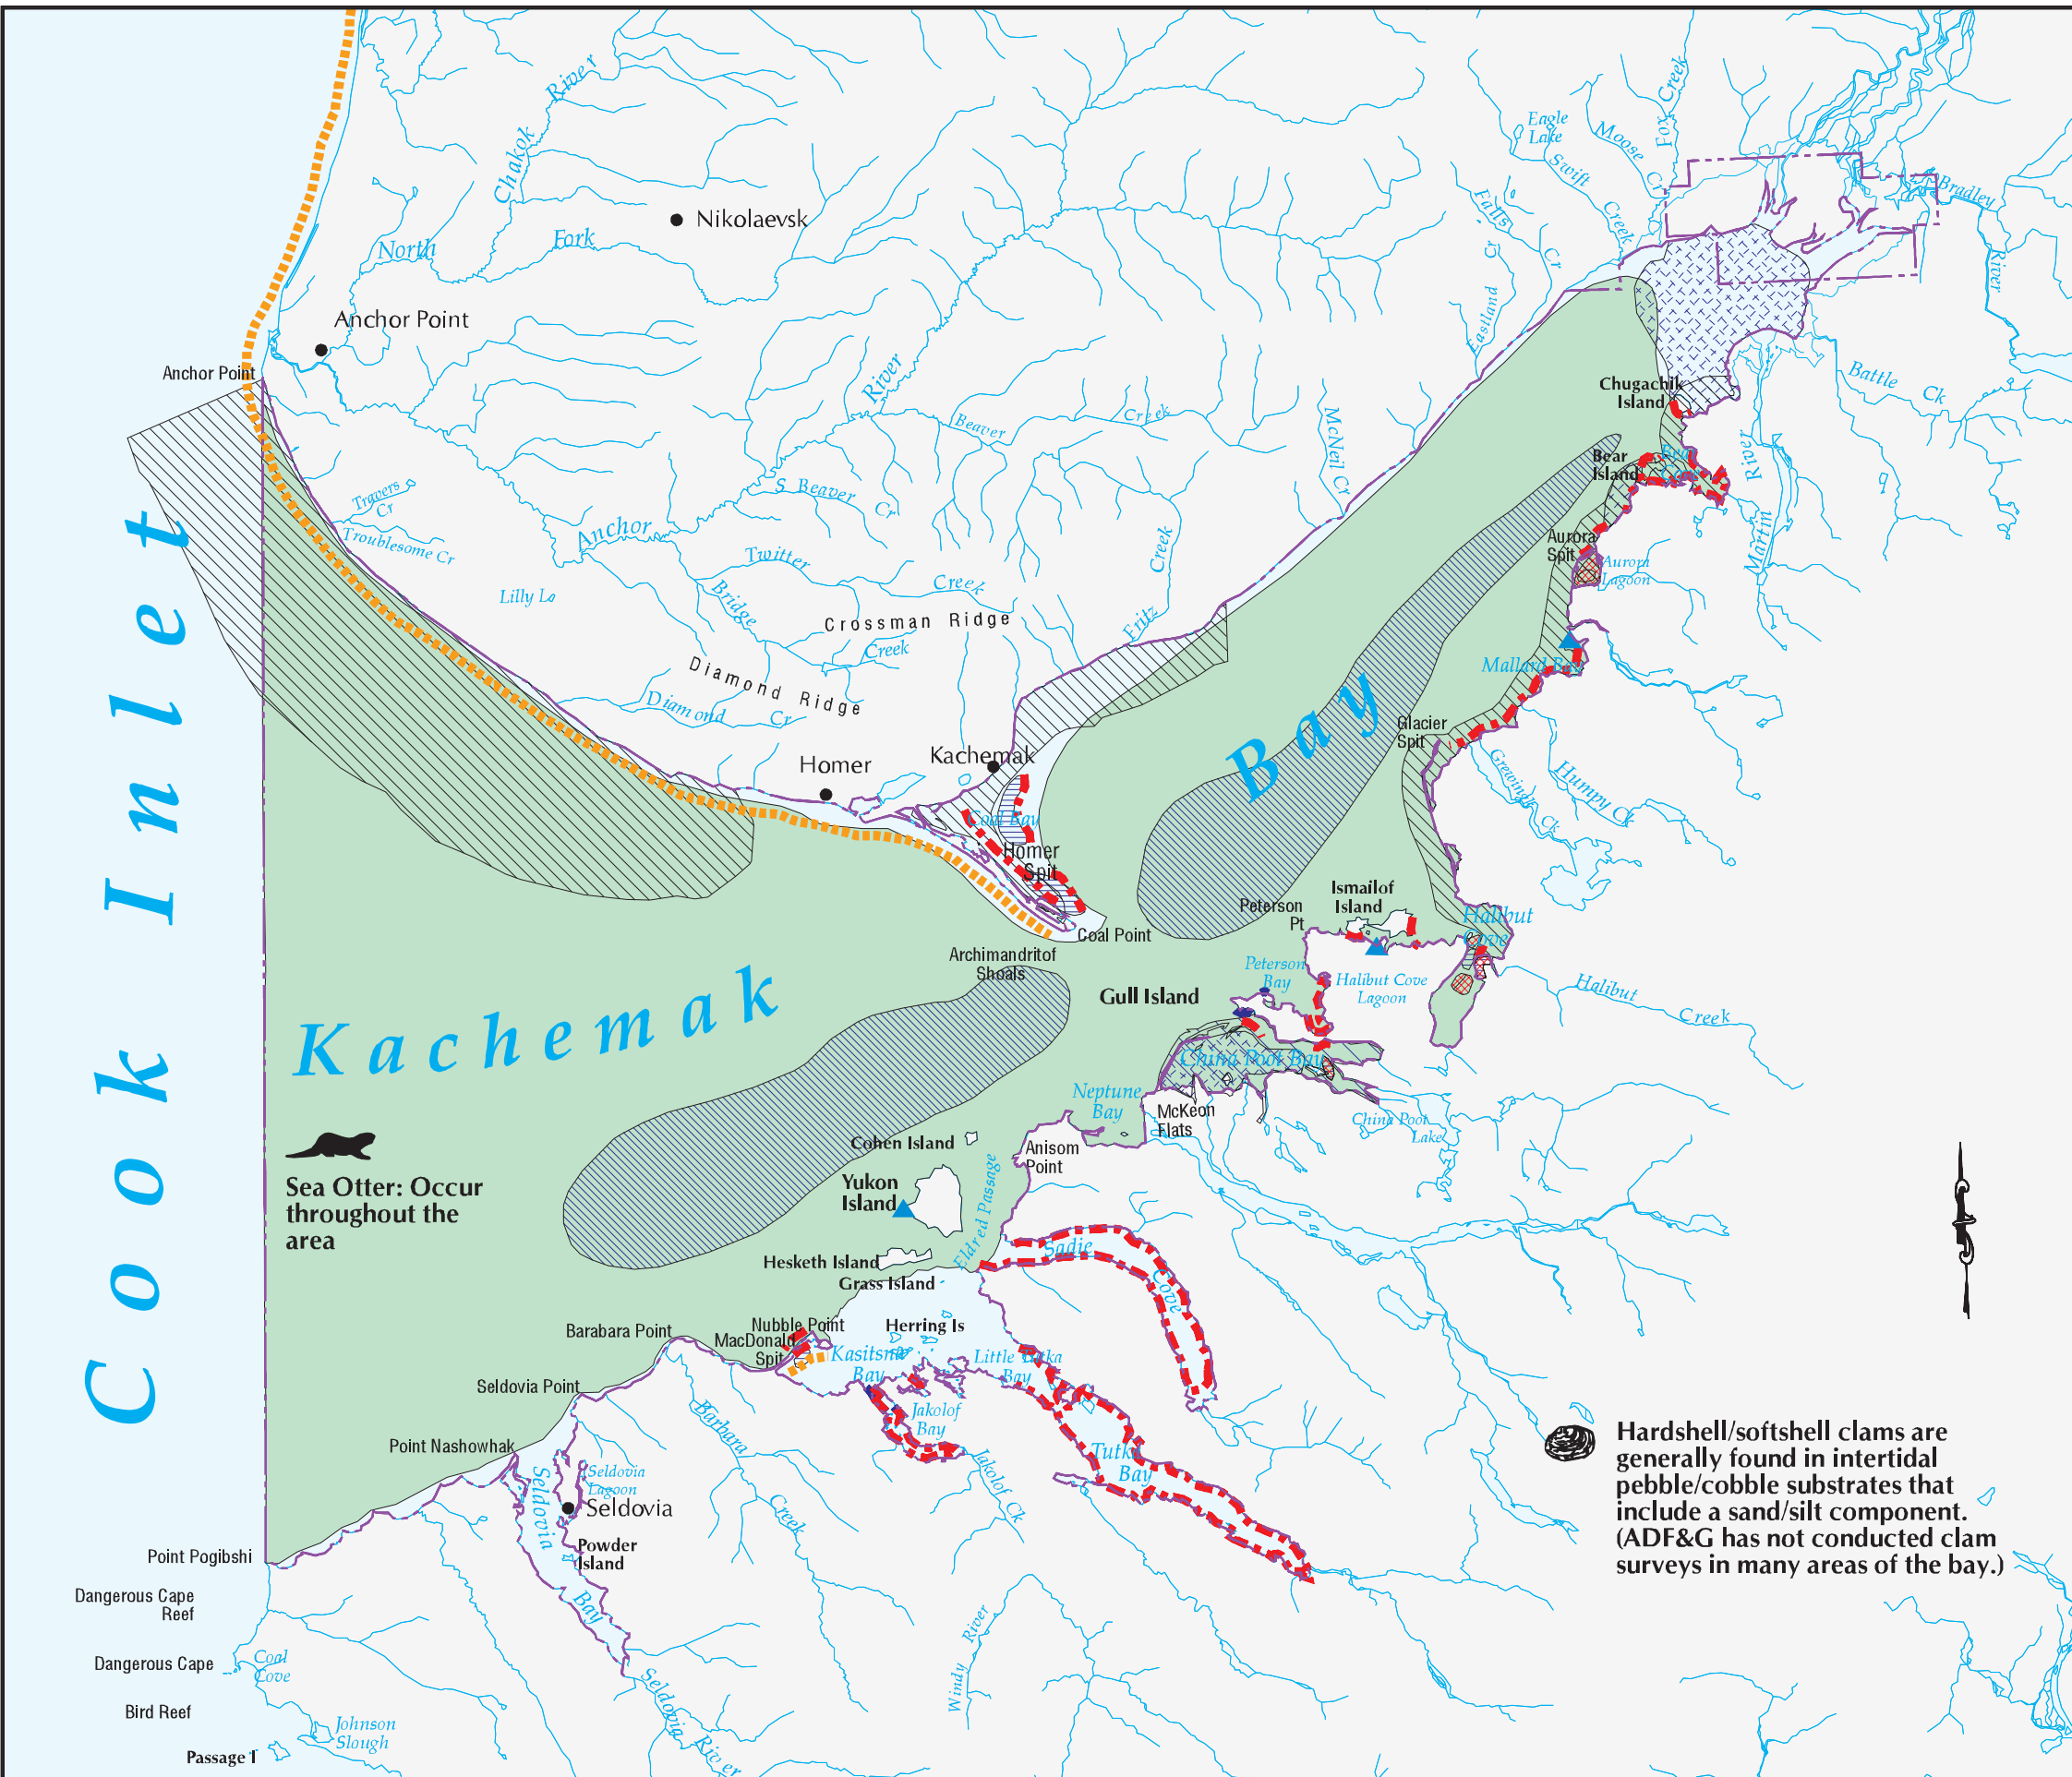 Chakok River
Eagle
Lake
Moose Cr
Fox Creek
Swift Creek
Falls Cr
Bradley River
Nikolaevsk
North Fork
Eastland Cr
Anchor Point
Anchor Point
River
Beaver Creek
McNeil Cr
Chugachik
Island
Battle Ck
Bear
Island
River
Martin
Travers
Cr
Troublesome Cr
S Beaver Cr
Anchor
Twitter Creek
Creek
Aurora
Spit
Aurora
Lagoon
Lilly L
Bridge
Creek
Crossman Ridge
Fritz
Diamond Ridge
Diamond Cr
Mallard Bay
Glacier
Spit
Grewingk Ck
Humpy Ck
Homer
Kachemak
Coal Bay
Homer
Spit
Bay
Ismailof
Island
Peterson
Pt
Halibut
Cove
Coal Point
Archimandritof
Shoals
Peterson
Bay
Halibut Cove
Lagoon
Gull Island
Halibut Creek
Kachemak
Cook Inlet
China Poot Bay
Neptune
Bay
McKeon
Flats
China Poot
Lake
Cohen Island
Anisom
Point
Yukon
Island
Eldred Passage
Sea Otter: Occur
throughout the
area
Hesketh Island
Grass Island
Sadie Cove
Nubble Point
MacDonald
Spit
Barabara Point
Herring Is
Kasitsna
Bay
Little Tutka
Bay
Seldovia Point
Jakolof
Bay
Barbara Creek
Jakolof Ck
Tutka
Bay
Point Nashowhak
Seldovia
Lagoon
Seldovia
Seldovia Bay
Powder
Island
Hardshell/softshell clams are
generally found in intertidal
pebble/cobble substrates that
include a sand/silt component.
(ADF&G has not conducted clam
surveys in many areas of the bay.)
Point Pogibshi
Dangerous Cape
Reef
Dangerous Cape
Coal
Cove
Windy River
Bird Reef
Johnson
Slough
Seldovia River
Passage I